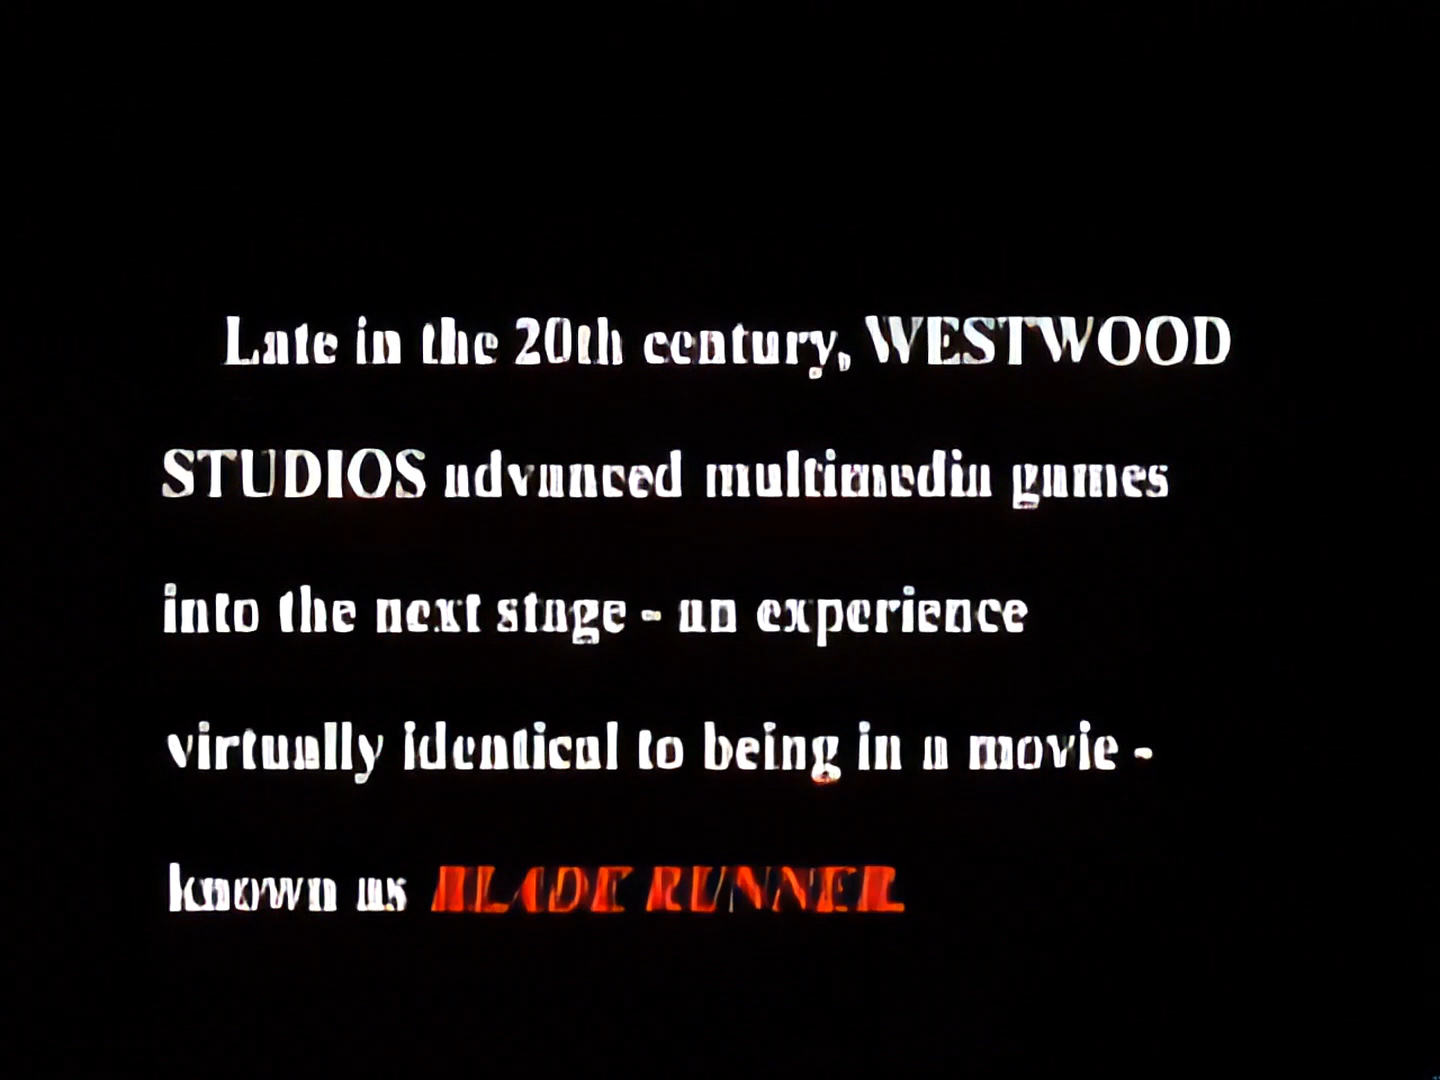 Late in the 20th century, WESTWOOD
STUDIOS advanced multimedia games
into the next stage - an experience
virtually identical to being in a movie -
known as BLADE RUNNER